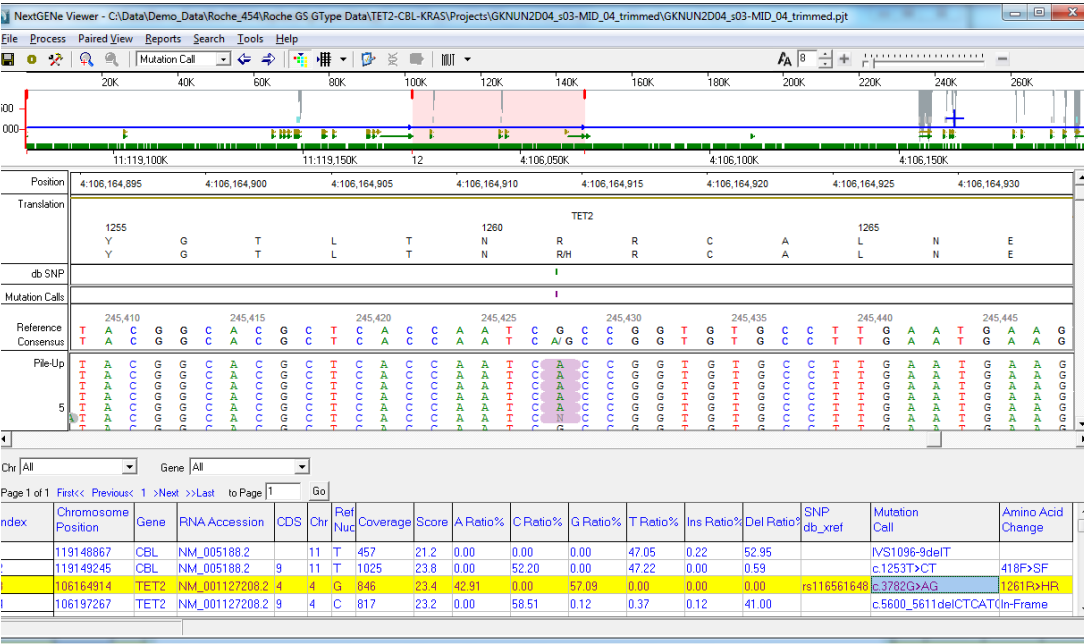 NextGENe Viewer - C:\Data\Demo_Data\Roche_454\Roche GS GType Data\TET2-CBL-KRAS\Projects\GKNUN2D04_s03-MID_04_trimmed\GKNUN2D04_s03-MID_04_trimmed.pjt
File Process Paired View Reports Search Tools Help
Mutation Call MUT A 8
20K 40K 60K 80K 100K 120K 140K 160K 180K 200K 220K 240K 260K
500
000
11:119,100K 11:119,150K 12 4:106,050K 4:106,100K 4:106,150K
Position 4:106,164,895 4:106,164,900 4:106,164,905 4:106,164,910 4:106,164,915 4:106,164,920 4:106,164,925 4:106,164,930
Translation
TET2
1255 1260 1265
Y G T L T N R R C A L N E
Y G T L T N R/H R C A L N E
db SNP
Mutation Calls
245,410 245,415 245,420 245,425 245,430 245,435 245,440 245,445
Reference T A C G G C A C G C T C A C C A A T C G C C G G T G T G C C T T G A A T G A A G
Consensus T A C G G C A C G C T C A C C A A T C A/G C C G G T G T G C C T T G A A T G A A G
Pile-Up T A C G G C A C G C T C A C C A A T C A C C G G T G T G C C T T G A A T G A A G
T A C G G C A C G C T C A C C A A T C A C C G G T G T G C C T T G A A T G A A G
T A C G G C A C G C T C A C C A A T C A C C G G T G T G C C T T G A A T G A A G
T A C G G C A C G C T C A C C A A T C A C C G G T G T G C C T T G A A T G A A G
5 T A C G G C A C G C T C A C C A A T C A C C G G T G T G C C T T G A A T G A A G
A T A C G G C A C G C T C A C C A A T C N C C G G T G T G C C T T G A A T G A A G
Chr All Gene All
Page 1 of 1 First<< Previous< 1 >Next >>Last to Page 1 Go
ndex Chromosome Position Gene RNA Accession CDS Chr Ref Nuc Coverage Score A Ratio% C Ratio% G Ratio% T Ratio% Ins Ratio% Del Ratio% SNP db_xref Mutation Call Amino Acid Change
119148867 CBL NM_005188.2 11 T 457 21.2 0.00 0.00 0.00 47.05 0.22 52.95 IVS1096-9delT
119149245 CBL NM_005188.2 9 11 T 1025 23.8 0.00 52.20 0.00 47.22 0.00 0.59 c.1253T>CT 418F>SF
106164914 TET2 NM_001127208.2 4 4 G 846 23.4 42.91 0.00 57.09 0.00 0.00 0.00 rs116561648 c.3782G>AG 1261R>HR
106197267 TET2 NM_001127208.2 9 4 C 817 23.2 0.00 58.51 0.12 0.37 0.12 41.00 c.5600_5611delCTCATC In-Frame